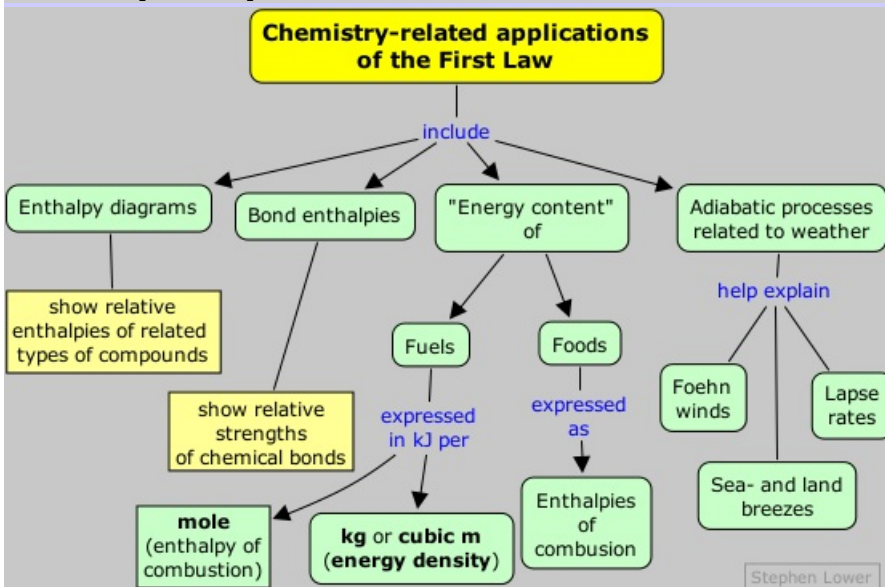 Chemistry-related applications
of the First Law
include
Enthalpy diagrams
Bond enthalpies
"Energy content"
of
Adiabatic processes
related to weather
show relative
enthalpies of related
types of compounds
help explain
Fuels
Foods
Foehn
winds
Lapse
rates
show relative
strengths
of chemical bonds
expressed
in kJ per
expressed
as
Sea- and land
breezes
mole
(enthalpy of
combustion)
kg or cubic m
(energy density)
Enthalpies
of
combusion
Stephen Lower